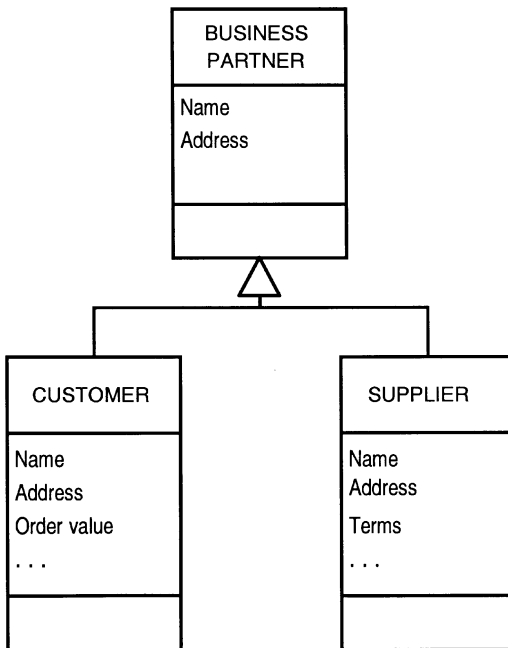 BUSINESS
PARTNER
Name
Address
CUSTOMER
Name
Address
Order value
. . .
SUPPLIER
Name
Address
Terms
. . .